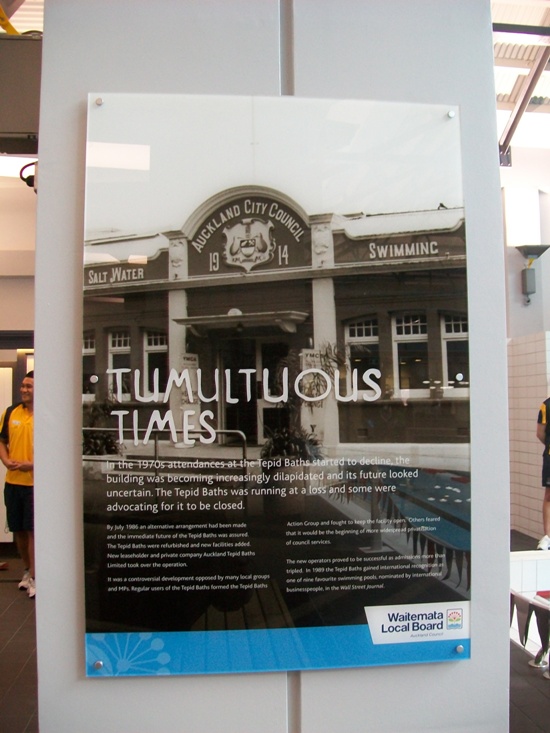 AUCKLAND CITY COUNCIL
1914
SALT WATER
SWIMMING
YMCA
YMCA
TUMULTUOUS
TIMES
In the 1970s attendances at the Tepid Baths started to decline, the
building was becoming increasingly dilapidated and its future looked
uncertain. The Tepid Baths was running at a loss and some were
advocating for it to be closed.
By July 1986 an alternative arrangement had been made
and the immediate future of the Tepid Baths was assured.
The Tepid Baths were refurbished and new facilities added.
New leaseholder and private company Auckland Tepid Baths
Limited took over the operation.
It was a controversial development opposed by many local groups
and MPs. Regular users of the Tepid Baths formed the Tepid Baths
Action Group and fought to keep the facility open. Others feared
that it would be the beginning of more widespread privatisation
of council services.
The new operators proved to be successful as admissions more than
tripled. In 1989 the Tepid Baths gained international recognition as
one of nine favourite swimming pools, nominated by international
businesspeople, in the Wall Street Journal.
Waitemata
Local Board
Auckland Council